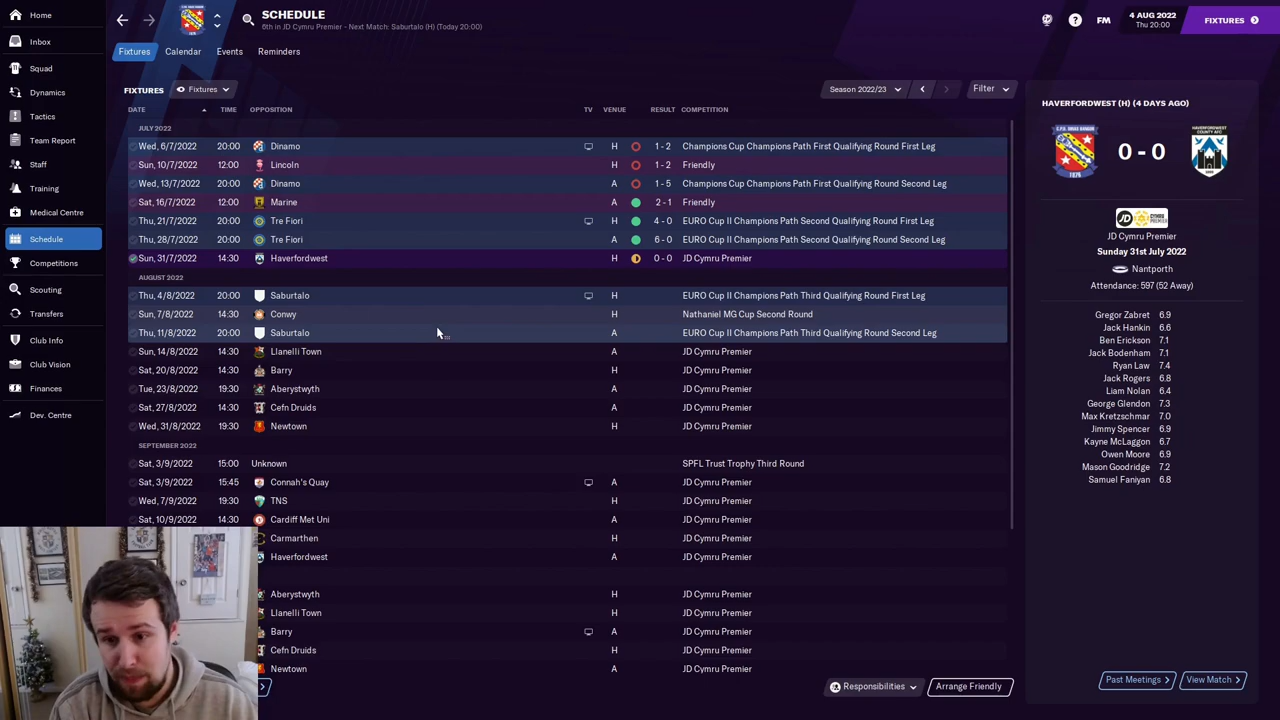 SCHEDULE
6th in JD Cymru Premier - Next Match: Saburtalo (H) (Today 20:00)
FM
4 AUG 2022
Thu 20:00
FIXTURES
Home
Inbox
Squad
Dynamics
Tactics
Team Report
Staff
Training
Medical Centre
Schedule
Competitions
Scouting
Transfers
Club Info
Club Vision
Finances
Dev. Centre
Fixtures Calendar Events Reminders
FIXTURES Fixtures Season 2022/23 Filter
DATE TIME OPPOSITION TV VENUE RESULT COMPETITION
JULY 2022
Wed, 6/7/2022 20:00 Dinamo H 1 - 2 Champions Cup Champions Path First Qualifying Round First Leg
Sun, 10/7/2022 12:00 Lincoln H 1 - 2 Friendly
Wed, 13/7/2022 20:00 Dinamo A 1 - 5 Champions Cup Champions Path First Qualifying Round Second Leg
Sat, 16/7/2022 12:00 Marine A 2 - 1 Friendly
Thu, 21/7/2022 20:00 Tre Fiori H 4 - 0 EURO Cup II Champions Path Second Qualifying Round First Leg
Thu, 28/7/2022 20:00 Tre Fiori A 6 - 0 EURO Cup II Champions Path Second Qualifying Round Second Leg
Sun, 31/7/2022 14:30 Haverfordwest H 0 - 0 JD Cymru Premier
AUGUST 2022
Thu, 4/8/2022 20:00 Saburtalo H EURO Cup II Champions Path Third Qualifying Round First Leg
Sun, 7/8/2022 14:30 Conwy H Nathaniel MG Cup Second Round
Thu, 11/8/2022 20:00 Saburtalo A EURO Cup II Champions Path Third Qualifying Round Second Leg
Sun, 14/8/2022 14:30 Llanelli Town A JD Cymru Premier
Sat, 20/8/2022 14:30 Barry H JD Cymru Premier
Tue, 23/8/2022 19:30 Aberystwyth A JD Cymru Premier
Sat, 27/8/2022 14:30 Cefn Druids A JD Cymru Premier
Wed, 31/8/2022 19:30 Newtown H JD Cymru Premier
SEPTEMBER 2022
Sat, 3/9/2022 15:00 Unknown SPFL Trust Trophy Third Round
Sat, 3/9/2022 15:45 Connah's Quay A JD Cymru Premier
Wed, 7/9/2022 19:30 TNS H JD Cymru Premier
Sat, 10/9/2022 14:30 Cardiff Met Uni A JD Cymru Premier
Carmarthen H JD Cymru Premier
Haverfordwest A JD Cymru Premier
Aberystwyth H JD Cymru Premier
Llanelli Town H JD Cymru Premier
Barry A JD Cymru Premier
Cefn Druids H JD Cymru Premier
Newtown A JD Cymru Premier
Responsibilities Arrange Friendly
HAVERFORDWEST (H) (4 DAYS AGO)
0 - 0
JD CYMRU PREMIER
JD Cymru Premier
Sunday 31st July 2022
Nantporth
Attendance: 597 (52 Away)
Gregor Zabret 6.9
Jack Hankin 6.6
Ben Erickson 7.1
Jack Bodenham 7.1
Ryan Law 7.4
Jack Rogers 6.8
Liam Nolan 6.4
George Glendon 7.3
Max Kretzschmar 7.0
Jimmy Spencer 6.9
Kayne McLaggon 6.7
Owen Moore 6.9
Mason Goodridge 7.2
Samuel Faniyan 6.8
Past Meetings View Match